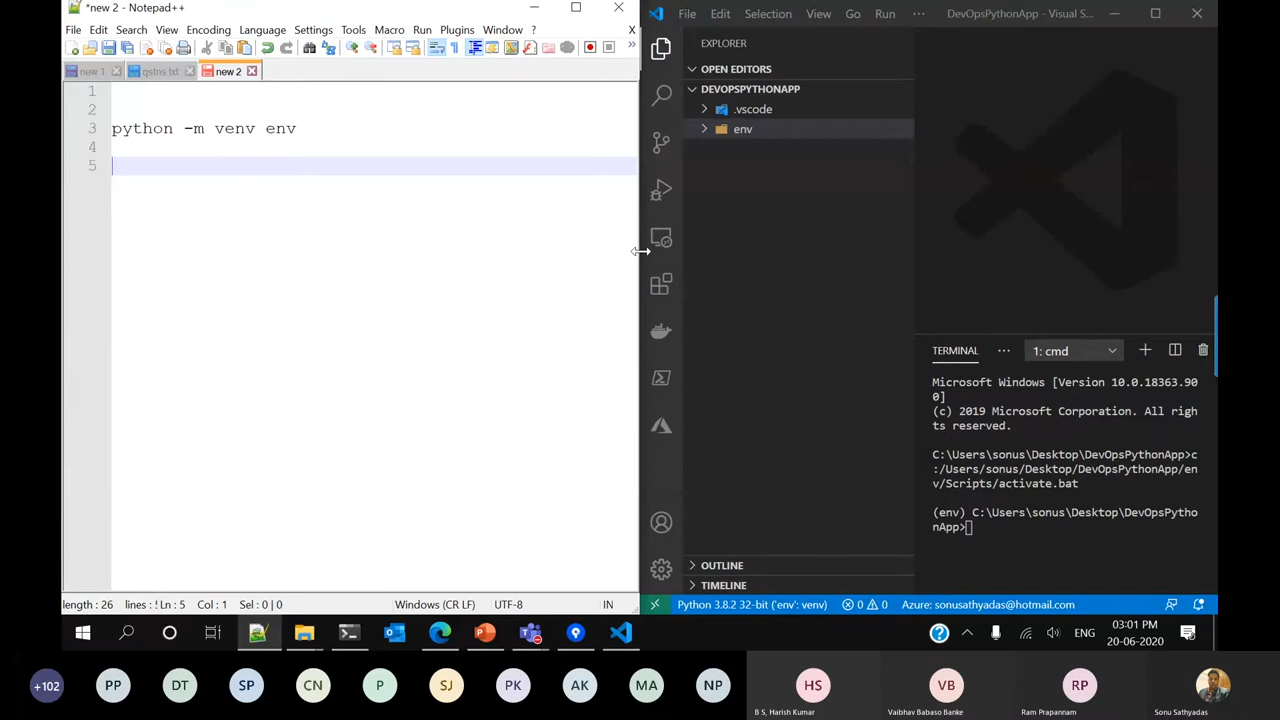 *new 2 - Notepad++
File Edit Search View Encoding Language Settings Tools Macro Run Plugins Window ? X
new 1 qstns.txt new 2
1
2
3 python -m venv env
4
5
length : 26 lines : Ln : 5 Col : 1 Sel : 0 | 0 Windows (CR LF) UTF-8 IN
File Edit Selection View Go Run ··· DevOpsPythonApp - Visual S...
EXPLORER
OPEN EDITORS
DEVOPSPYTHONAPP
.vscode
env
OUTLINE
TIMELINE
TERMINAL ··· 1: cmd
Microsoft Windows [Version 10.0.18363.90
0]
(c) 2019 Microsoft Corporation. All righ
ts reserved.
C:\Users\sonus\Desktop\DevOpsPythonApp>c
:/Users/sonus/Desktop/DevOpsPythonApp/en
v/Scripts/activate.bat
(env) C:\Users\sonus\Desktop\DevOpsPytho
nApp>
Python 3.8.2 32-bit ('env': venv) 0 0 Azure: sonusathyadas@hotmail.com
ENG 03:01 PM
20-06-2020
+102 PP DT SP CN P SJ PK AK MA NP HS VB RP
B S, Harish Kumar Vaibhav Babaso Banke Ram Prapannam Sonu Sathyadas